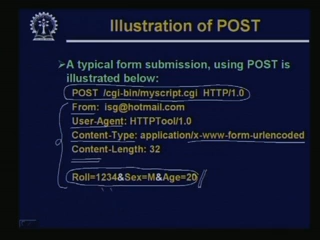 Illustration of POST
A typical form submission, using POST is
illustrated below:
POST /cgi-bin/myscript.cgi HTTP/1.0
From: isg@hotmail.com
User-Agent: HTTPTool/1.0
Content-Type: application/x-www-form-urlencoded
Content-Length: 32
Roll=1234&Sex=M&Age=20